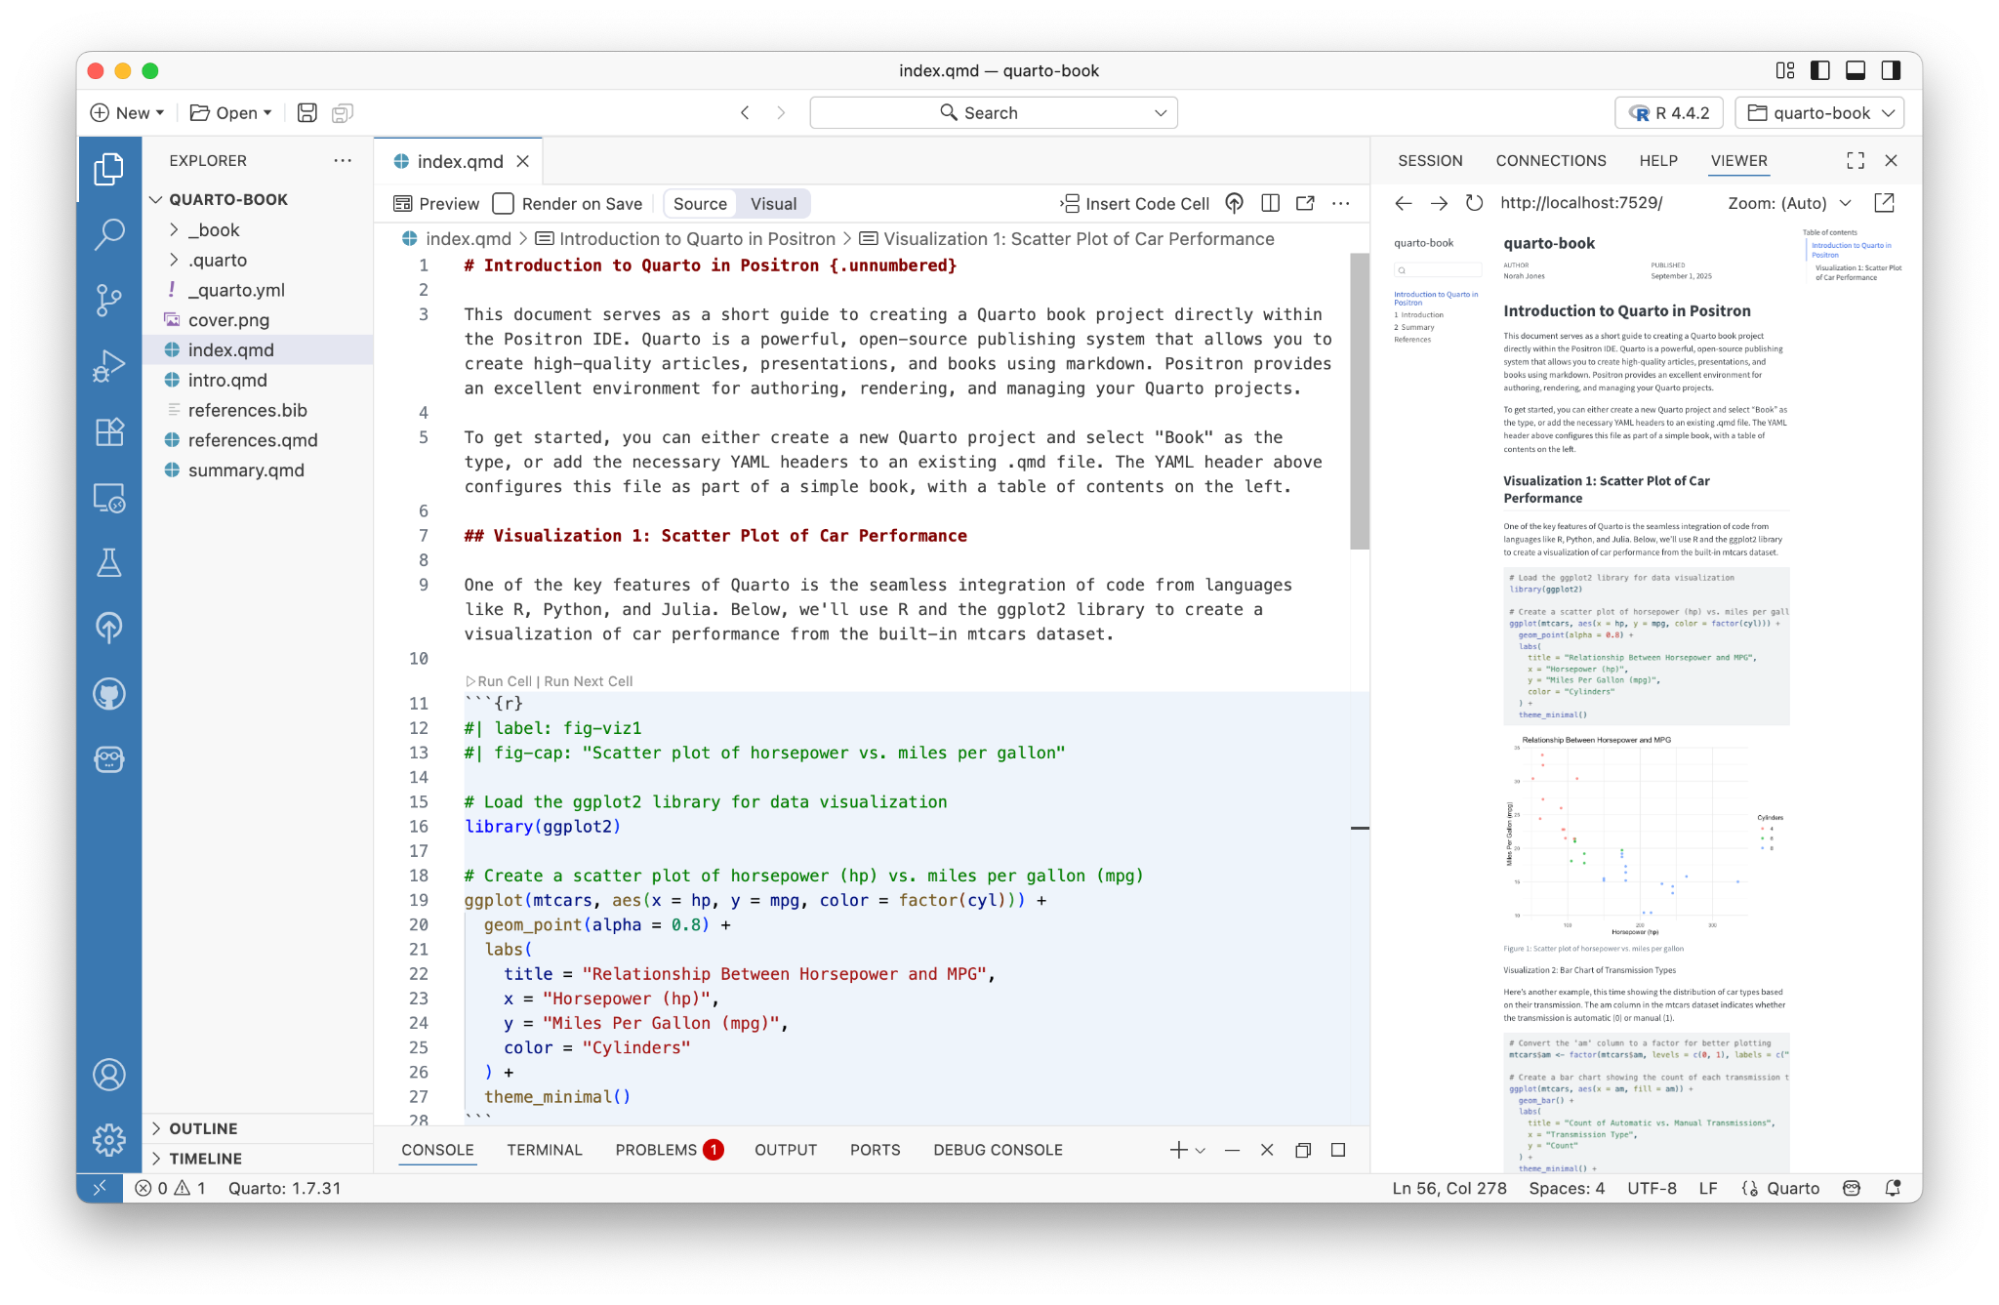 index.qmd — quarto-book
New
Open
Search
R 4.4.2
quarto-book
EXPLORER
QUARTO-BOOK
_book
.quarto
! _quarto.yml
cover.png
index.qmd
intro.qmd
references.bib
references.qmd
summary.qmd
OUTLINE
TIMELINE
index.qmd
Preview
Render on Save
Source
Visual
Insert Code Cell
index.qmd > Introduction to Quarto in Positron > Visualization 1: Scatter Plot of Car Performance
1 # Introduction to Quarto in Positron {.unnumbered}
2
3 This document serves as a short guide to creating a Quarto book project directly within
the Positron IDE. Quarto is a powerful, open-source publishing system that allows you to
create high-quality articles, presentations, and books using markdown. Positron provides
an excellent environment for authoring, rendering, and managing your Quarto projects.
4
5 To get started, you can either create a new Quarto project and select "Book" as the
type, or add the necessary YAML headers to an existing .qmd file. The YAML header above
configures this file as part of a simple book, with a table of contents on the left.
6
7 ## Visualization 1: Scatter Plot of Car Performance
8
9 One of the key features of Quarto is the seamless integration of code from languages
like R, Python, and Julia. Below, we'll use R and the ggplot2 library to create a
visualization of car performance from the built-in mtcars dataset.
10
Run Cell | Run Next Cell
11 ```{r}
12 #| label: fig-viz1
13 #| fig-cap: "Scatter plot of horsepower vs. miles per gallon"
14
15 # Load the ggplot2 library for data visualization
16 library(ggplot2)
17
18 # Create a scatter plot of horsepower (hp) vs. miles per gallon (mpg)
19 ggplot(mtcars, aes(x = hp, y = mpg, color = factor(cyl))) +
20 geom_point(alpha = 0.8) +
21 labs(
22 title = "Relationship Between Horsepower and MPG",
23 x = "Horsepower (hp)",
24 y = "Miles Per Gallon (mpg)",
25 color = "Cylinders"
26 ) +
27 theme_minimal()
28 ```
CONSOLE
TERMINAL
PROBLEMS 1
OUTPUT
PORTS
DEBUG CONSOLE
SESSION
CONNECTIONS
HELP
VIEWER
http://localhost:7529/
Zoom: (Auto)
quarto-book
Introduction to Quarto in
Positron
1 Introduction
2 Summary
References
quarto-book
AUTHOR
Norah Jones
PUBLISHED
September 1, 2025
Table of contents
Introduction to Quarto in
Positron
Visualization 1: Scatter Plot
of Car Performance
Introduction to Quarto in Positron
This document serves as a short guide to creating a Quarto book project
directly within the Positron IDE. Quarto is a powerful, open-source publishing
system that allows you to create high-quality articles, presentations, and
books using markdown. Positron provides an excellent environment for
authoring, rendering, and managing your Quarto projects.
To get started, you can either create a new Quarto project and select "Book" as
the type, or add the necessary YAML headers to an existing .qmd file. The YAML
header above configures this file as part of a simple book, with a table of
contents on the left.
Visualization 1: Scatter Plot of Car
Performance
One of the key features of Quarto is the seamless integration of code from
languages like R, Python, and Julia. Below, we'll use R and the ggplot2 library
to create a visualization of car performance from the built-in mtcars dataset.
# Load the ggplot2 library for data visualization
library(ggplot2)
# Create a scatter plot of horsepower (hp) vs. miles per gall
ggplot(mtcars, aes(x = hp, y = mpg, color = factor(cyl))) +
geom_point(alpha = 0.8) +
labs(
title = "Relationship Between Horsepower and MPG",
x = "Horsepower (hp)",
y = "Miles Per Gallon (mpg)",
color = "Cylinders"
) +
theme_minimal()
Relationship Between Horsepower and MPG
35
30
25
20
15
10
Miles Per Gallon (mpg)
100 200 300
Horsepower (hp)
Cylinders
4
6
8
Figure 1: Scatter plot of horsepower vs. miles per gallon
Visualization 2: Bar Chart of Transmission Types
Here's another example, this time showing the distribution of car types based
on their transmission. The am column in the mtcars dataset indicates whether
the transmission is automatic (0) or manual (1).
# Convert the 'am' column to a factor for better plotting
mtcars$am <- factor(mtcars$am, levels = c(0, 1), labels = c("
# Create a bar chart showing the count of each transmission t
ggplot(mtcars, aes(x = am, fill = am)) +
geom_bar() +
labs(
title = "Count of Automatic vs. Manual Transmissions",
x = "Transmission Type",
y = "Count"
) +
theme_minimal() +
0 1
Quarto: 1.7.31
Ln 56, Col 278
Spaces: 4
UTF-8
LF
Quarto